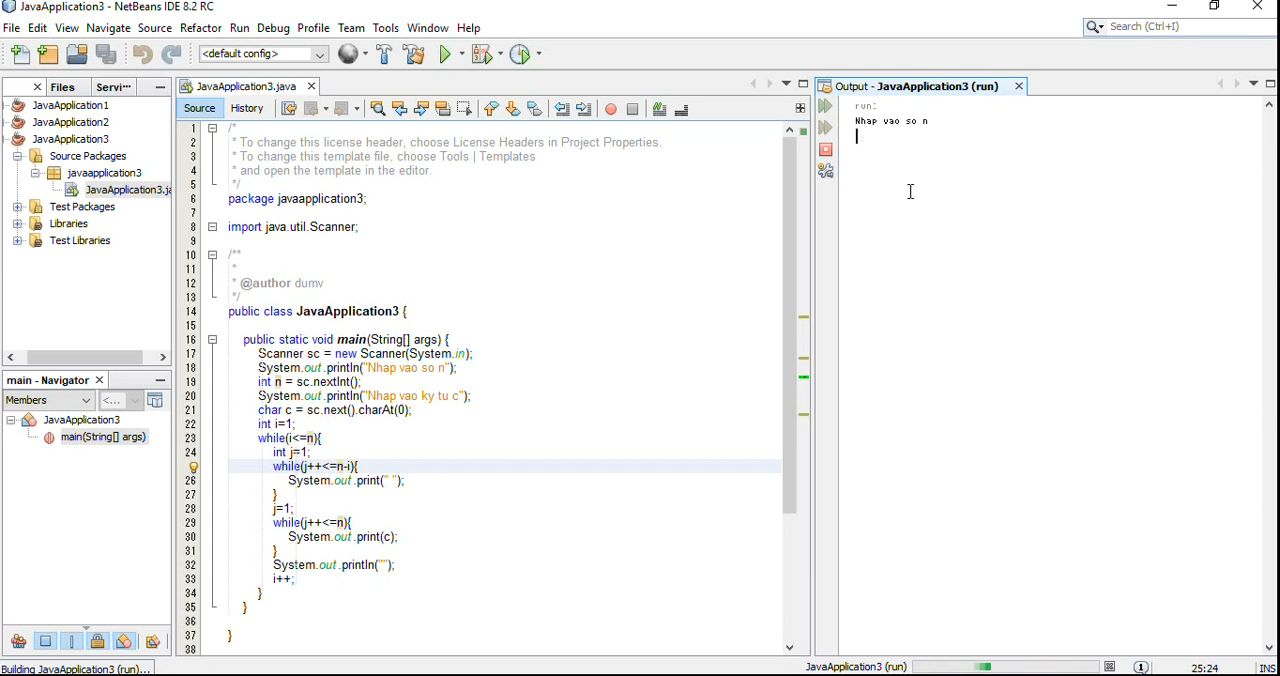 JavaApplication3 - NetBeans IDE 8.2 RC
File Edit View Navigate Source Refactor Run Debug Profile Team Tools Window Help
Search (Ctrl+I)
<default config>
Files Servi···
JavaApplication1
JavaApplication2
JavaApplication3
Source Packages
javaapplication3
JavaApplication3.ja
Test Packages
Libraries
Test Libraries
main - Navigator
Members <...
JavaApplication3
main(String[] args)
JavaApplication3.java
Source History
1 /*
2 * To change this license header, choose License Headers in Project Properties.
3 * To change this template file, choose Tools | Templates
4 * and open the template in the editor.
5 */
6 package javaapplication3;
7
8 import java.util.Scanner;
9
10 /**
11 *
12 * @author dumv
13 */
14 public class JavaApplication3 {
15
16 public static void main(String[] args) {
17 Scanner sc = new Scanner(System.in);
18 System.out.println("Nhap vao so n");
19 int n = sc.nextInt();
20 System.out.println("Nhap vao ky tu c");
21 char c = sc.next().charAt(0);
22 int i=1;
23 while(i<=n){
24 int j=1;
while(j++<=n-i){
26 System.out.print(" ");
27 }
28 j=1;
29 while(j++<=n){
30 System.out.print(c);
31 }
32 System.out.println("");
33 i++;
34 }
35 }
36
37 }
38
Output - JavaApplication3 (run)
run:
Nhap vao so n
Building JavaApplication3 (run)...
JavaApplication3 (run) 1 25:24 INS